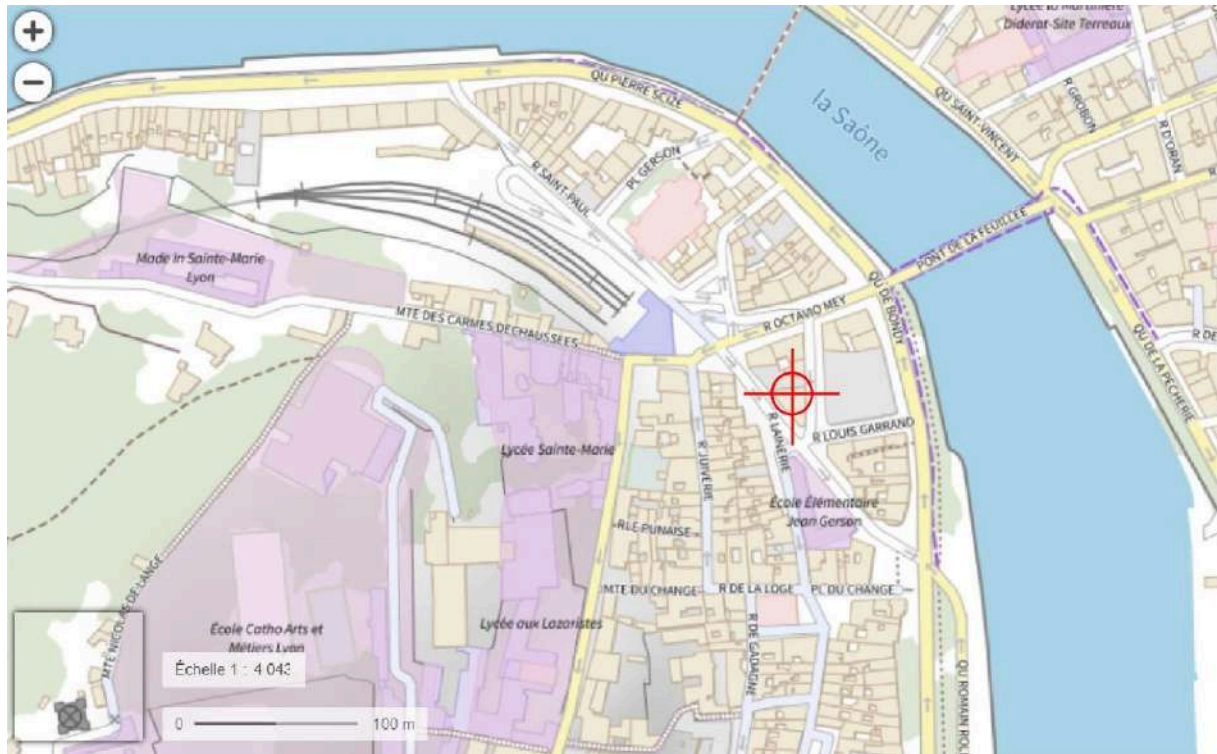 Lycée la Martinière
Diderot-Site Terreaux
QU PIERRE SCIZE
la Saône
QU SAINT-VINCENT
R GROBON
R D'ORAN
PL GERSON
R SAINT-PAUL
PONT DE LA FEUILLEE
Made In Sainte-Marie
Lyon
MTE DES CARMES DECHAUSSEES
R OCTAVIO MEY
QU DE BONDY
QU DE LA PECHERIE
R DE
R LAINERIE
R LOUIS GARRAND
Lycée Sainte-Marie
R JUIVERIE
École Élémentaire
Jean Gerson
RLE PUNAISE
MTE NICOLAS DE LANGE
MTE DU CHANGE
R DE LA LOGE
PL DU CHANGE
École Catho Arts et
Métiers Lyon
Lycée aux Lazaristes
R DE GADAGNE
QU ROMAIN ROL
Échelle 1 : 4 043
0
100 m